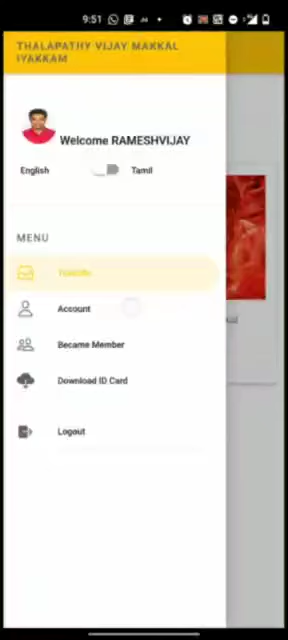 9:51
THALAPATHY VIJAY MAKKAL
IYAKKAM
Welcome RAMESHVIJAY
English
Tamil
MENU
Account
Became Member
Download ID Card
Logout